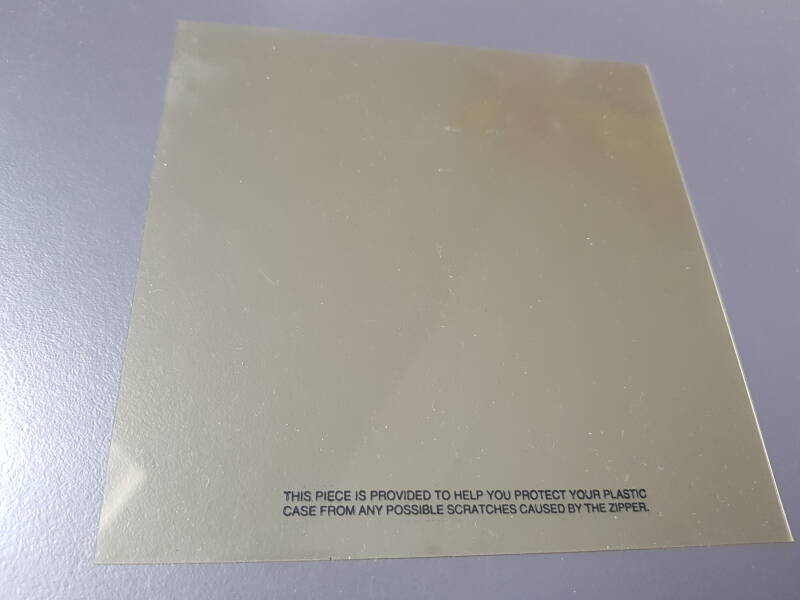 THIS PIECE IS PROVIDED TO HELP YOU PROTECT YOUR PLASTIC
CASE FROM ANY POSSIBLE SCRATCHES CAUSED BY THE ZIPPER.